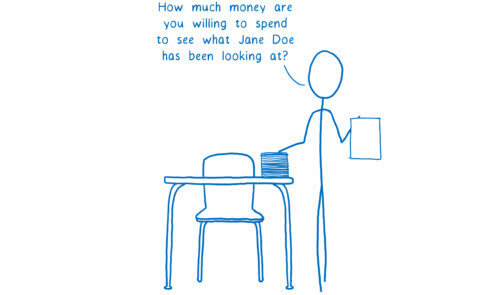 How much money are
you willing to spend
to see what Jane Doe
has been looking at?